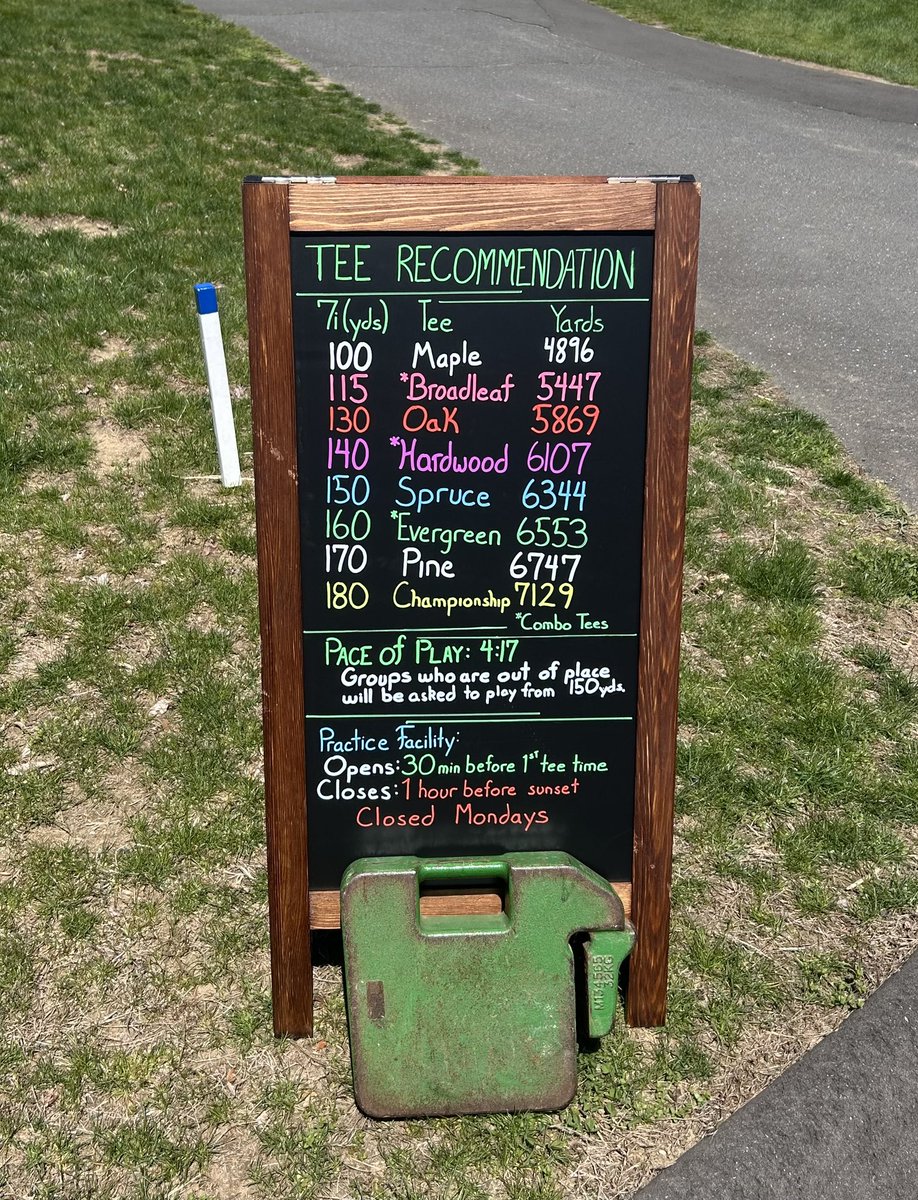 TEE RECOMMENDATION
7i (yds) Tee Yards
100 Maple 4896
115 *Broadleaf 5447
130 Oak 5869
140 *Hardwood 6107
150 Spruce 6344
160 *Evergreen 6553
170 Pine 6747
180 Championship 7129
*Combo Tees
PACE of PLAY: 4:17
Groups who are out of place
will be asked to play from 150yds.
Practice Facility:
Opens: 30 min before 1ST tee time
Closes: 1 hour before sunset
Closed Mondays
32KG